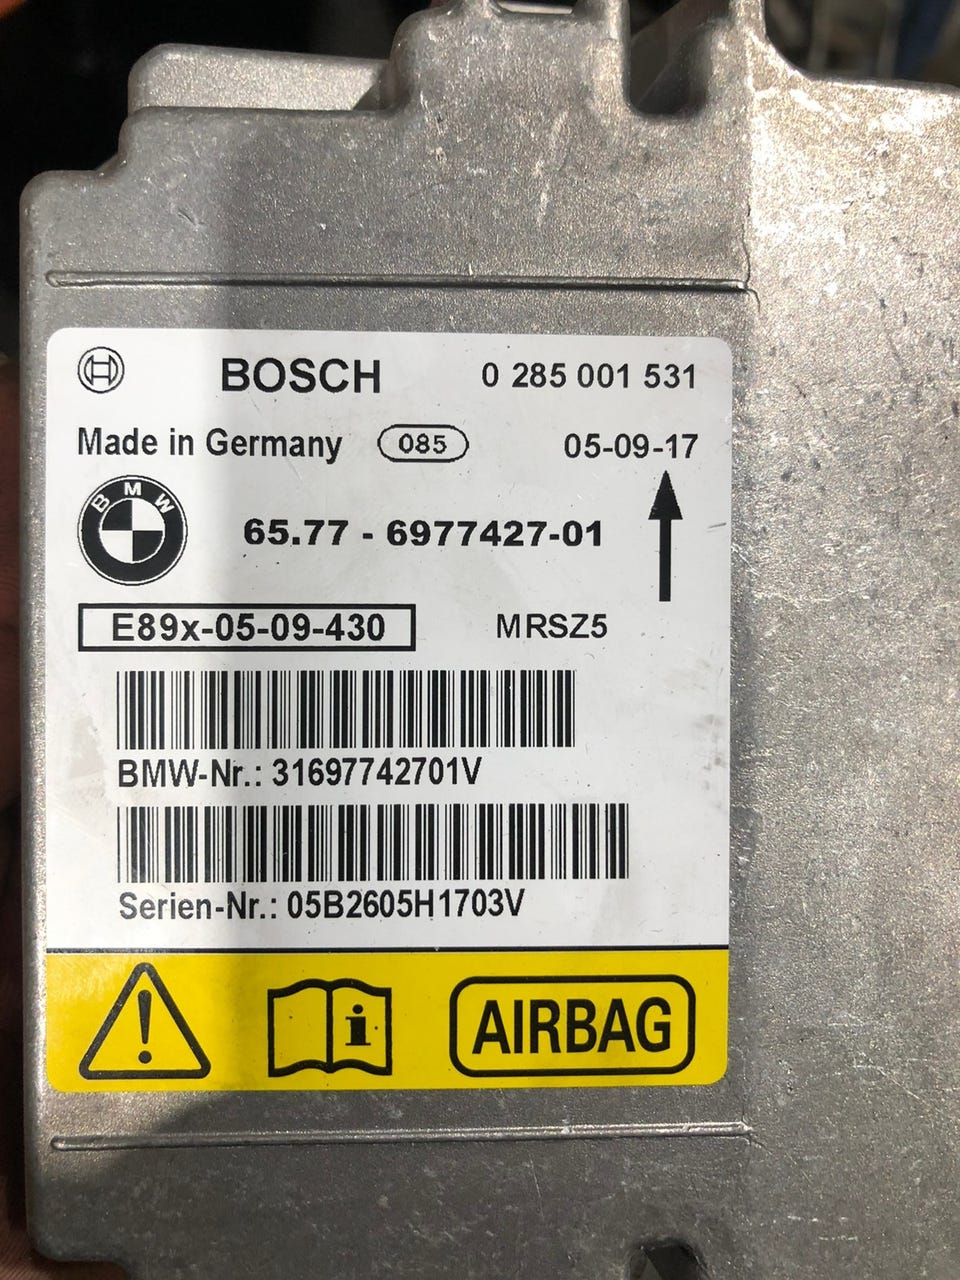 BOSCH 0 285 001 531
Made in Germany 085 05-09-17
BMW 65.77 - 6977427-01
E89x-05-09-430 MRSZ5
BMW-Nr.: 31697742701V
Serien-Nr.: 05B2605H1703V
! i AIRBAG